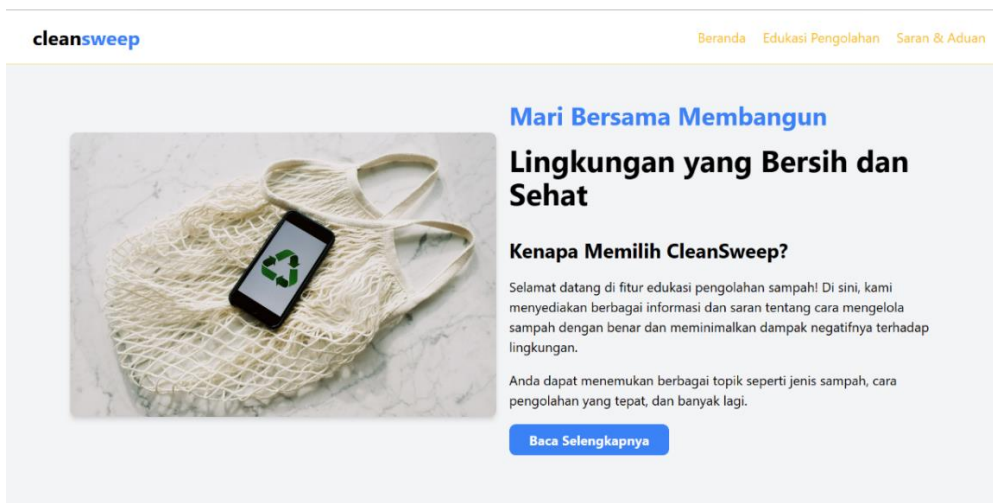 cleansweep
Beranda Edukasi Pengolahan Saran & Aduan
Mari Bersama Membangun
Lingkungan yang Bersih dan
Sehat
Kenapa Memilih CleanSweep?
Selamat datang di fitur edukasi pengolahan sampah! Di sini, kami
menyediakan berbagai informasi dan saran tentang cara mengelola
sampah dengan benar dan meminimalkan dampak negatifnya terhadap
lingkungan.
Anda dapat menemukan berbagai topik seperti jenis sampah, cara
pengolahan yang tepat, dan banyak lagi.
Baca Selengkapnya